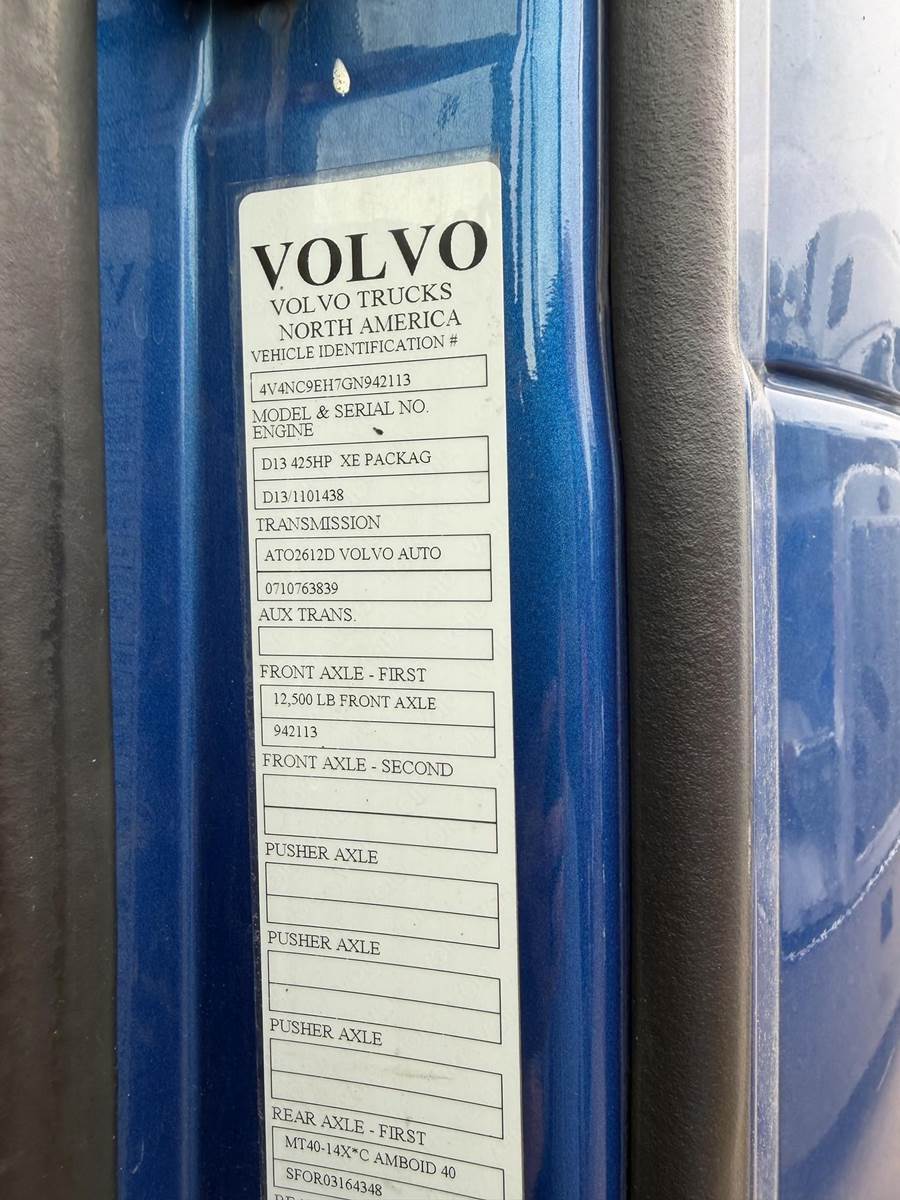 VOLVO
VOLVO TRUCKS
NORTH AMERICA
VEHICLE IDENTIFICATION #
4V4NC9EH7GN942113
MODEL & SERIAL NO.
ENGINE
D13 425HP XE PACKAG
D13/1101438
TRANSMISSION
ATO2612D VOLVO AUTO
0710763839
AUX TRANS.
FRONT AXLE - FIRST
12,500 LB FRONT AXLE
942113
FRONT AXLE - SECOND
PUSHER AXLE
PUSHER AXLE
PUSHER AXLE
REAR AXLE - FIRST
MT40-14X*C AMBOID 40
SFOR03164348